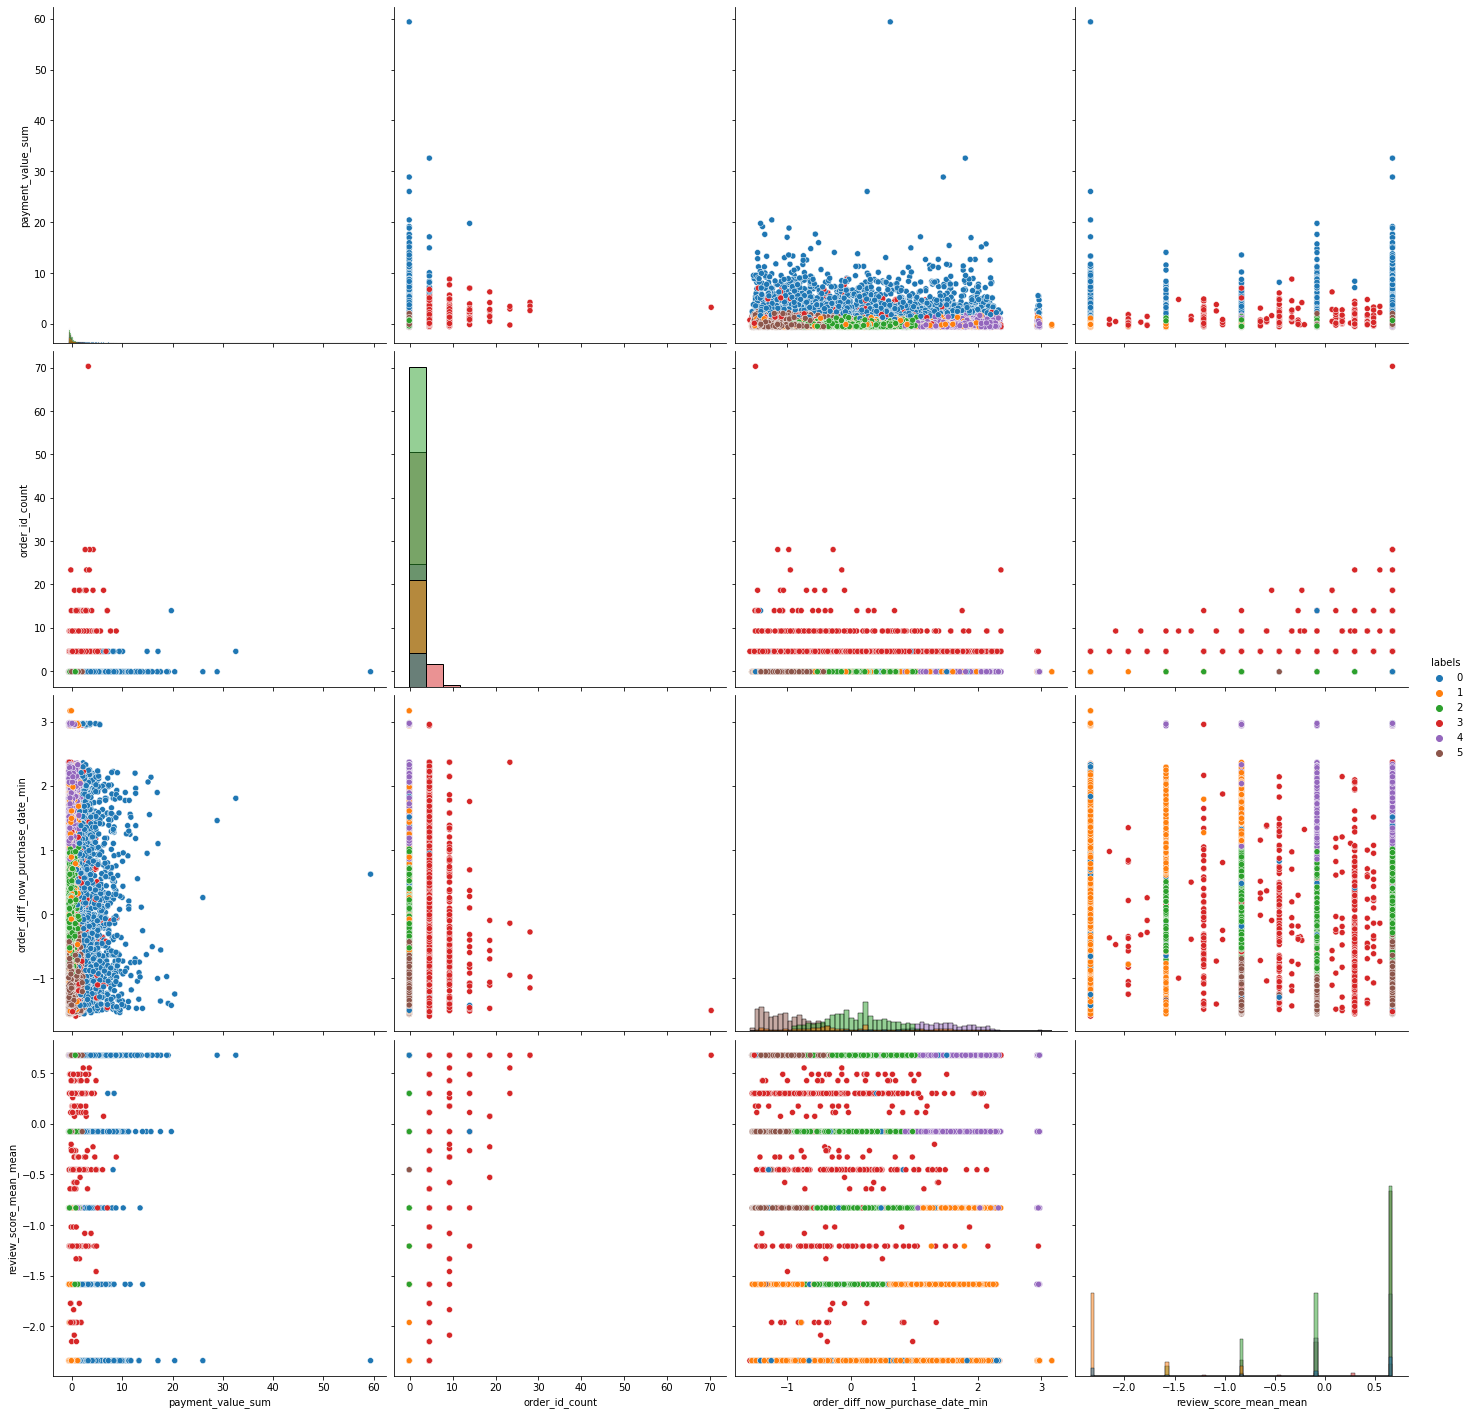 60
50
40
30
20
10
0
payment_value_sum
70
60
50
40
30
20
10
0
order_id_count
labels
0
1
2
3
4
5
3
2
1
0
−1
order_diff_now_purchase_date_min
0.5
0.0
−0.5
−1.0
−1.5
−2.0
review_score_mean_mean
0 10 20 30 40 50 60
0 10 20 30 40 50 60 70
−1 0 1 2 3
−2.0 −1.5 −1.0 −0.5 0.0 0.5
payment_value_sum
order_id_count
order_diff_now_purchase_date_min
review_score_mean_mean